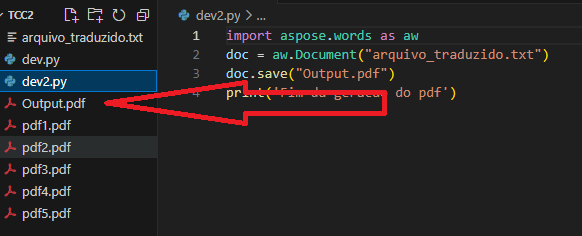 TCC2
arquivo_traduzido.txt
dev.py
dev2.py
Output.pdf
pdf1.pdf
pdf2.pdf
pdf3.pdf
pdf4.pdf
pdf5.pdf
dev2.py > ...
1 import aspose.words as aw
2 doc = aw.Document("arquivo_traduzido.txt")
3 doc.save("Output.pdf")
4 print('Fim da do pdf')